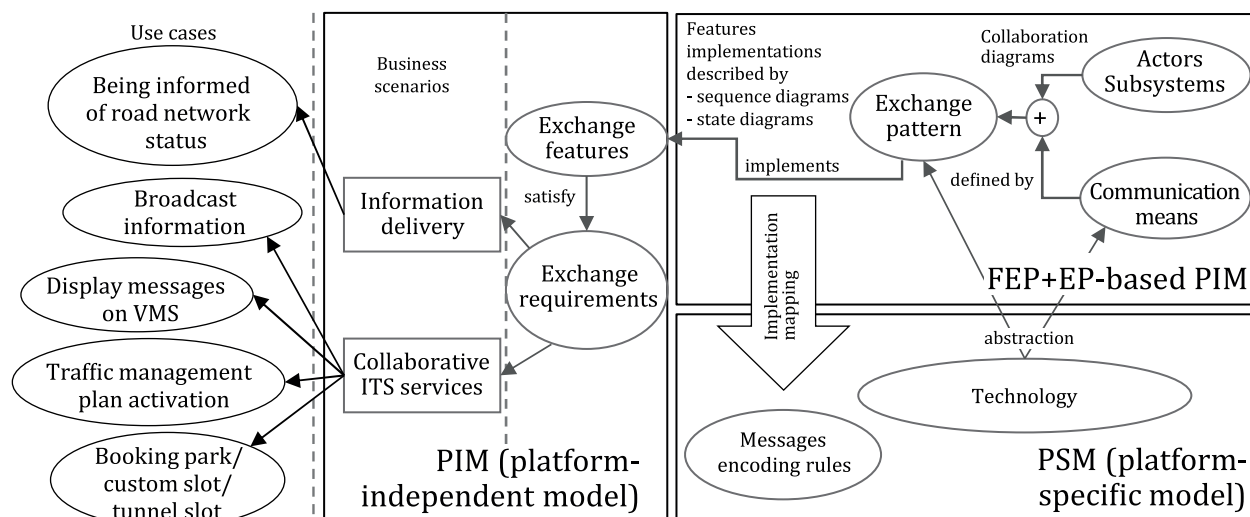 Use cases
Being informed
of road network
status
Broadcast
information
Display messages
on VMS
Traffic management
plan activation
Booking park/
custom slot/
tunnel slot
Business
scenarios
Exchange
features
satisfy
Information
delivery
Exchange
requirements
Collaborative
ITS services
PIM (platform-
independent model)
Features
implementations
described by
- sequence diagrams
- state diagrams
implements
Exchange
pattern
Collaboration
diagrams
+
defined by
Actors
Subsystems
Communication
means
FEP+EP-based PIM
Implementation
mapping
abstraction
Technology
Messages
encoding rules
PSM (platform-
specific model)